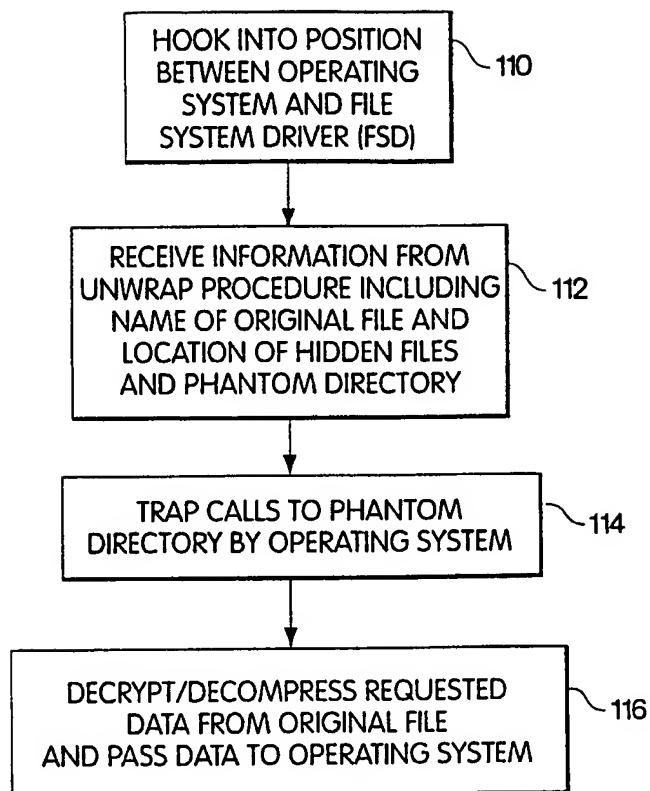 HOOK INTO POSITION
BETWEEN OPERATING
SYSTEM AND FILE
SYSTEM DRIVER (FSD)
110
RECEIVE INFORMATION FROM
UNWRAP PROCEDURE INCLUDING
NAME OF ORIGINAL FILE AND
LOCATION OF HIDDEN FILES
AND PHANTOM DIRECTORY
112
TRAP CALLS TO PHANTOM
DIRECTORY BY OPERATING SYSTEM
114
DECRYPT/DECOMPRESS REQUESTED
DATA FROM ORIGINAL FILE
AND PASS DATA TO OPERATING SYSTEM
116